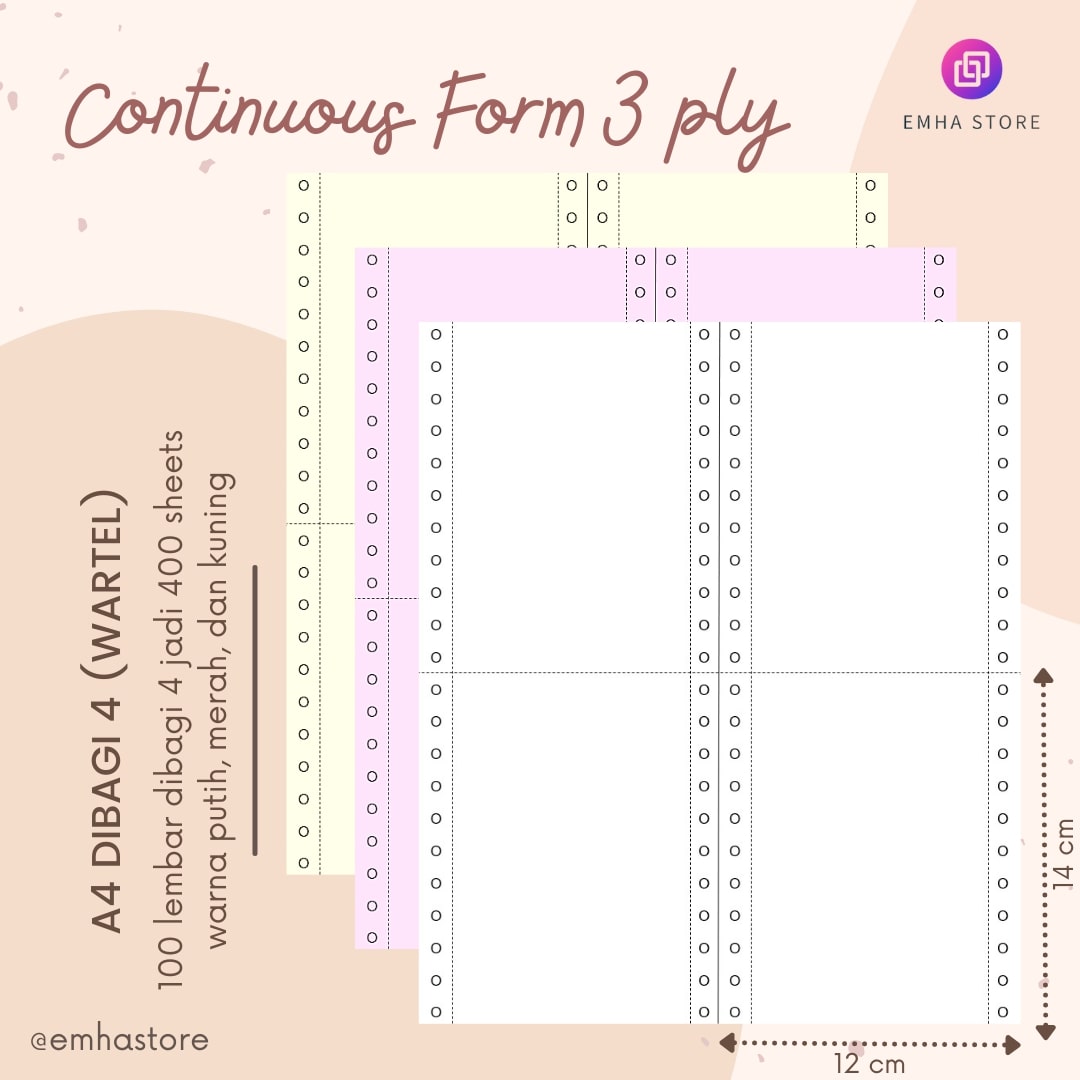 Continuous Form 3 ply
EMHA STORE
A4 DIBAGI 4 (WARTEL)
100 lembar dibagi 4 jadi 400 sheets
warna putih, merah, dan kuning
14 cm
12 cm
@emhastore